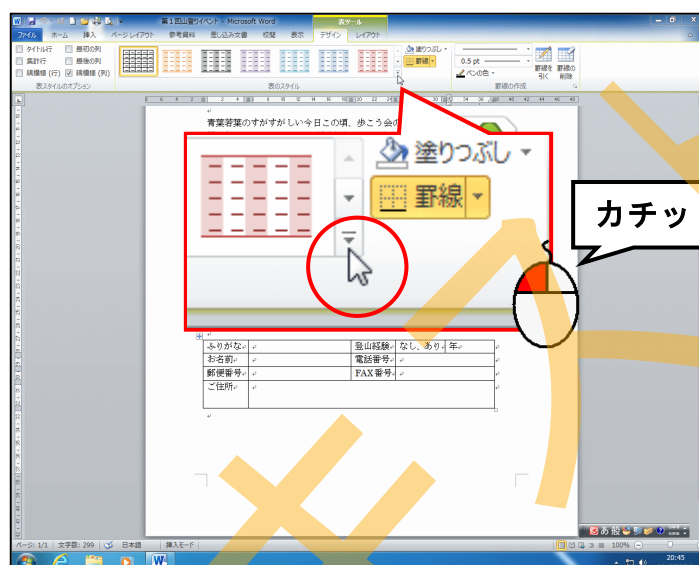 第1回山登りイベント - Microsoft Word
表ツール
ファイル ホーム 挿入 ページ レイアウト 参考資料 差し込み文書 校閲 表示 デザイン レイアウト
タイトル行 最初の列
集計行 最後の列
縞模様 (行) 縞模様 (列)
表スタイルのオプション
表のスタイル
塗りつぶし
罫線
0.5 pt
ペンの色
罫線を引く
罫線の削除
罫線の作成
青葉若葉のすがすがしい今日この頃、歩こう会の
塗りつぶし
罫線
カチッ
ふりがな 登山経験 なし、あり 年
お名前 電話番号
郵便番号 FAX 番号
ご住所
ページ: 1/1 文字数: 299 日本語 挿入モード
あ 般
100%
20:45